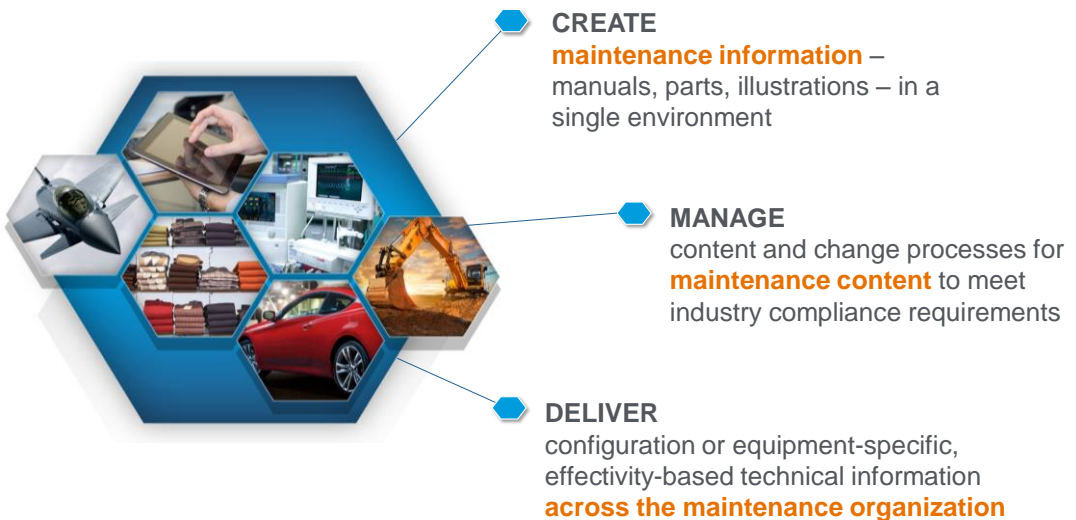 CREATE
maintenance information –
manuals, parts, illustrations – in a
single environment
MANAGE
content and change processes for
maintenance content to meet
industry compliance requirements
DELIVER
configuration or equipment-specific,
effectivity-based technical information
across the maintenance organization